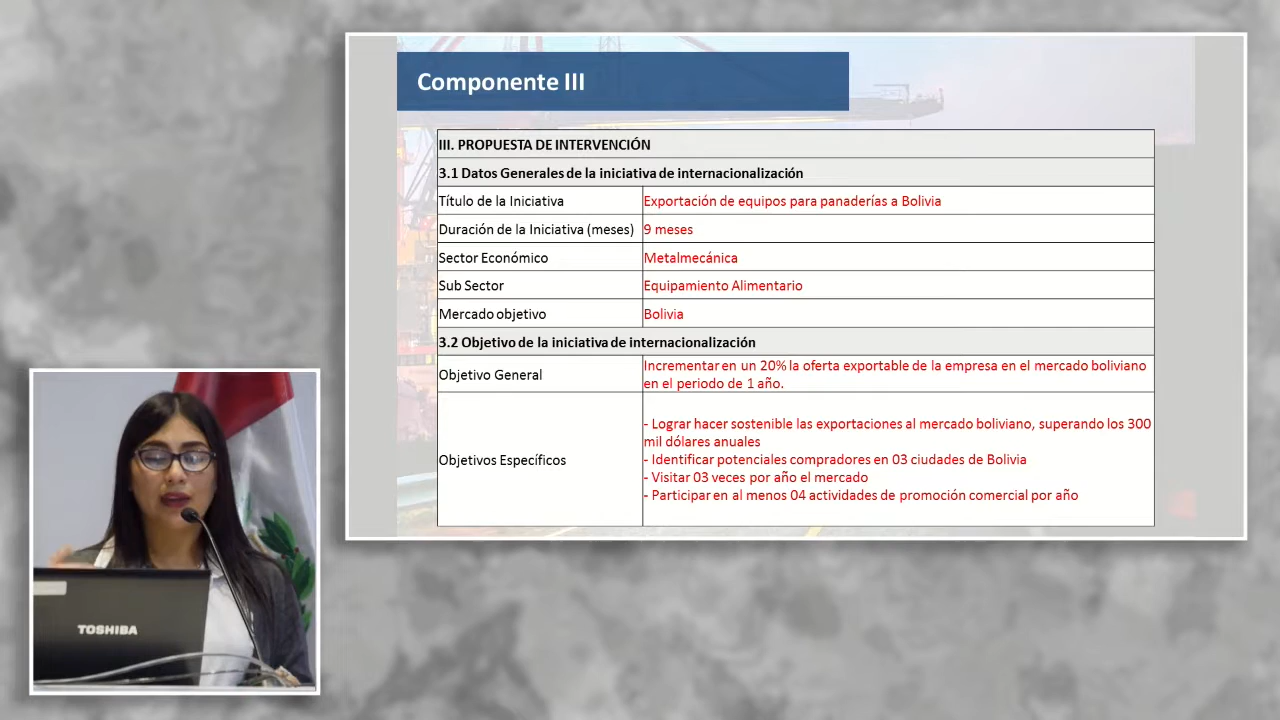 Componente III
III. PROPUESTA DE INTERVENCIÓN
3.1 Datos Generales de la iniciativa de internacionalización
Título de la Iniciativa Exportación de equipos para panaderías a Bolivia
Duración de la Iniciativa (meses) 9 meses
Sector Económico Metalmecánica
Sub Sector Equipamiento Alimentario
Mercado objetivo Bolivia
3.2 Objetivo de la iniciativa de internacionalización
Objetivo General
Incrementar en un 20% la oferta exportable de la empresa en el mercado boliviano
en el periodo de 1 año.
Objetivos Específicos
- Lograr hacer sostenible las exportaciones al mercado boliviano, superando los 300
mil dólares anuales
- Identificar potenciales compradores en 03 ciudades de Bolivia
- Visitar 03 veces por año el mercado
- Participar en al menos 04 actividades de promoción comercial por año
TOSHIBA